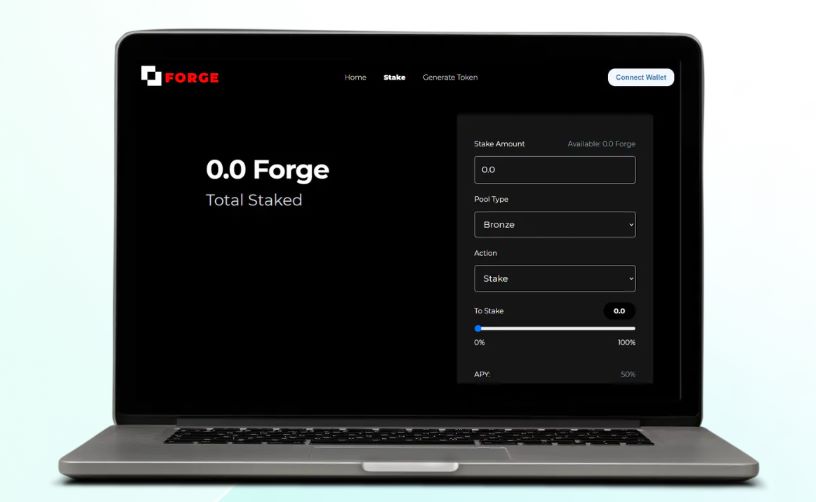 FORGE
Home Stake Generate Token
Connect Wallet
0.0 Forge
Total Staked
Stake Amount Available: 0.0 Forge
0.0
Pool Type
Bronze
Action
Stake
To Stake 0.0
0% 100%
APY: 50%